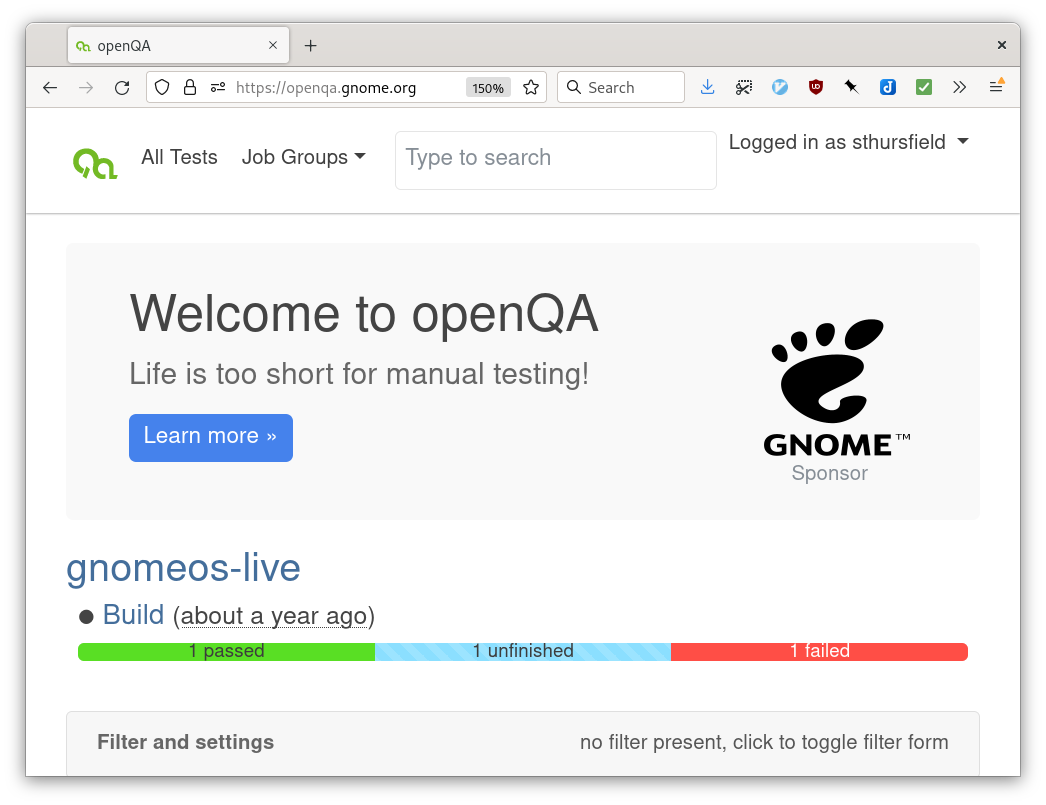 openQA
https://openqa.gnome.org
150%
Search
All Tests
Job Groups
Type to search
Logged in as sthursfield
Welcome to openQA
Life is too short for manual testing!
Learn more »
GNOME™
Sponsor
gnomeos-live
Build (about a year ago)
1 passed
1 unfinished
1 failed
Filter and settings
no filter present, click to toggle filter form